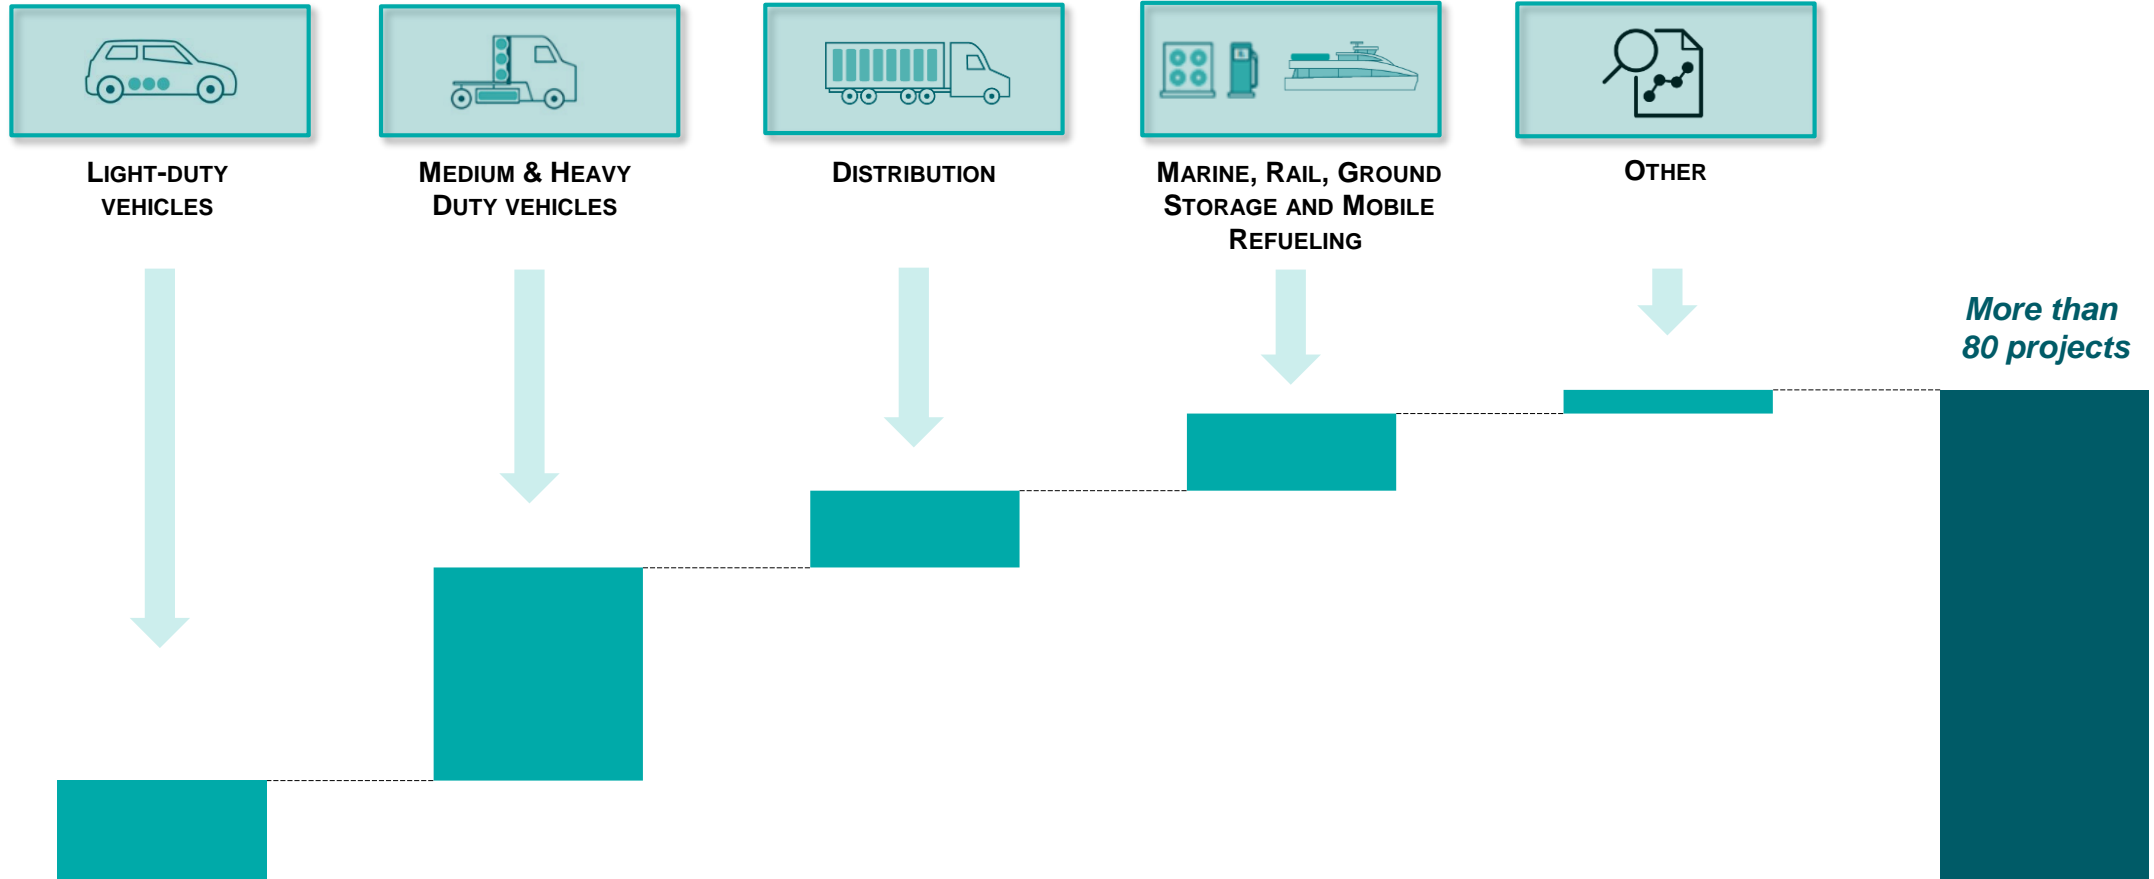 LIGHT-DUTY
VEHICLES
MEDIUM & HEAVY
DUTY VEHICLES
DISTRIBUTION
MARINE, RAIL, GROUND
STORAGE AND MOBILE
REFUELING
OTHER
More than
80 projects